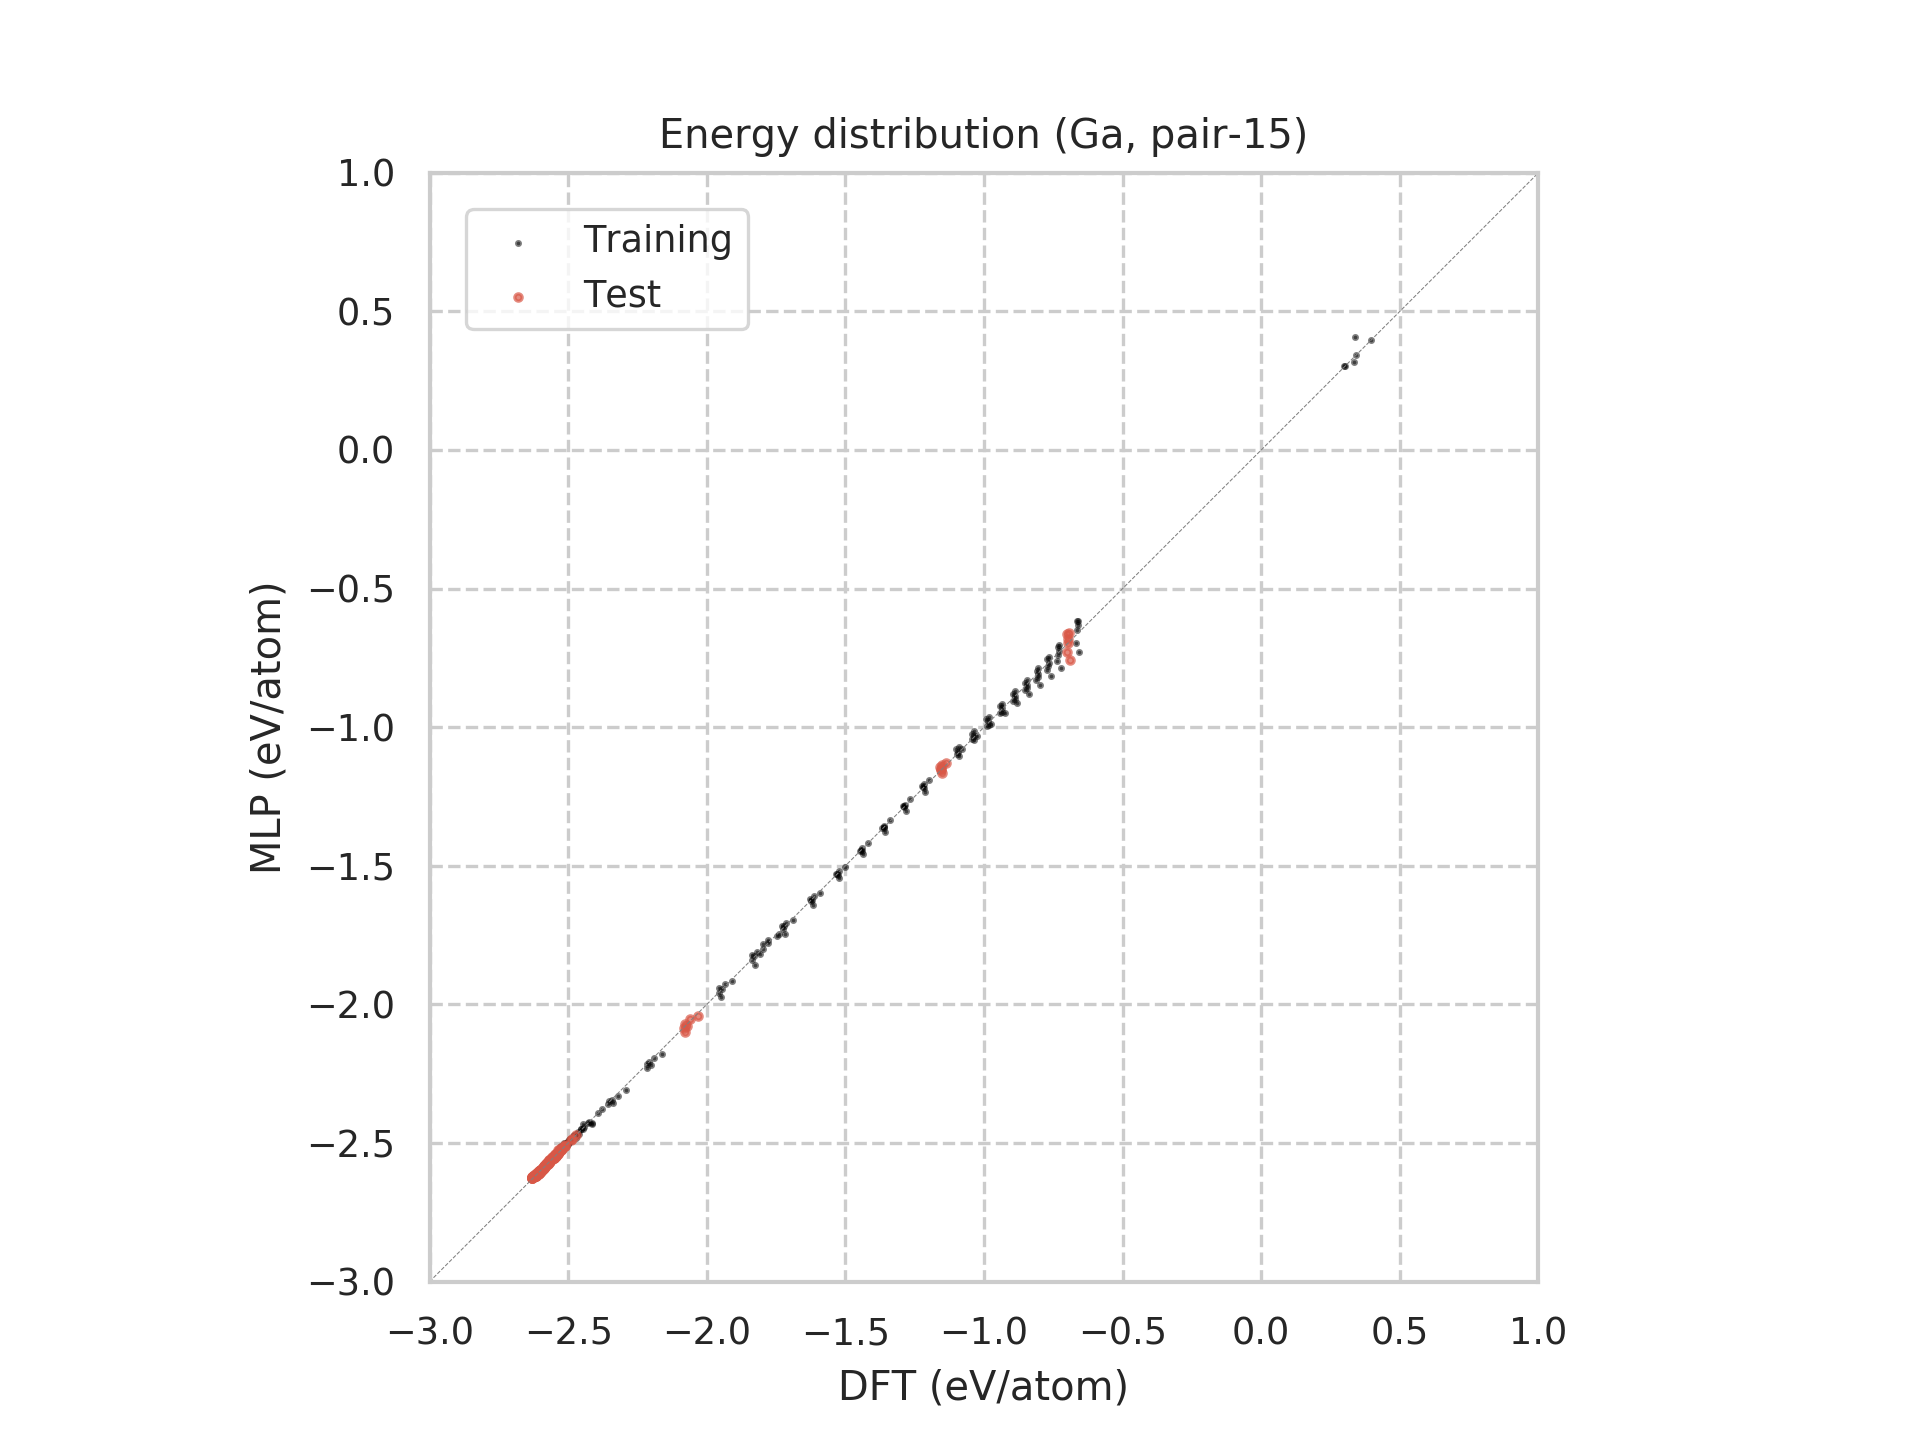 Energy distribution (Ga, pair-15)
1.0
0.5
0.0
−0.5
−1.0
−1.5
−2.0
−2.5
−3.0
Training
Test
MLP (eV/atom)
−3.0 −2.5 −2.0 −1.5 −1.0 −0.5 0.0 0.5 1.0
DFT (eV/atom)